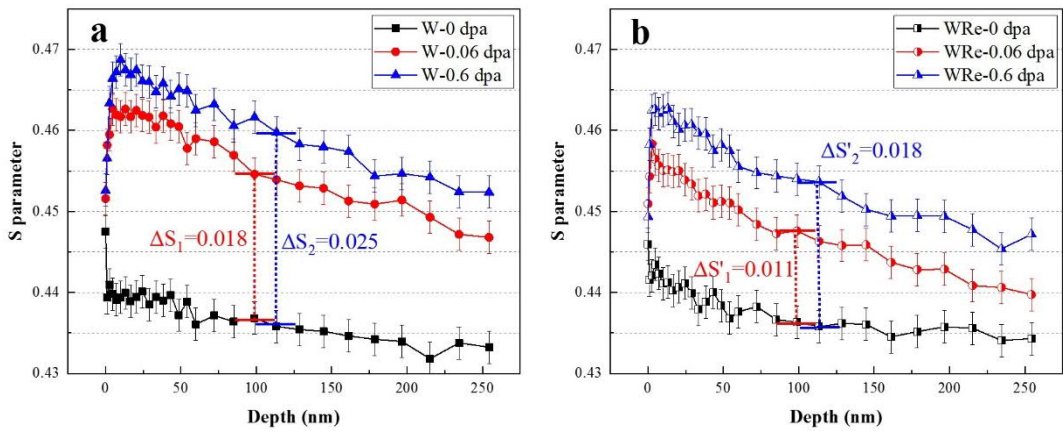 a
W-0 dpa
W-0.06 dpa
W-0.6 dpa
0.47
0.46
0.45
0.44
0.43
S parameter
ΔS₁=0.018
ΔS₂=0.025
0
50
100
150
200
250
Depth (nm)
b
WRe-0 dpa
WRe-0.06 dpa
WRe-0.6 dpa
0.47
0.46
0.45
0.44
0.43
S parameter
ΔS'₂=0.018
ΔS'₁=0.011
0
50
100
150
200
250
Depth (nm)